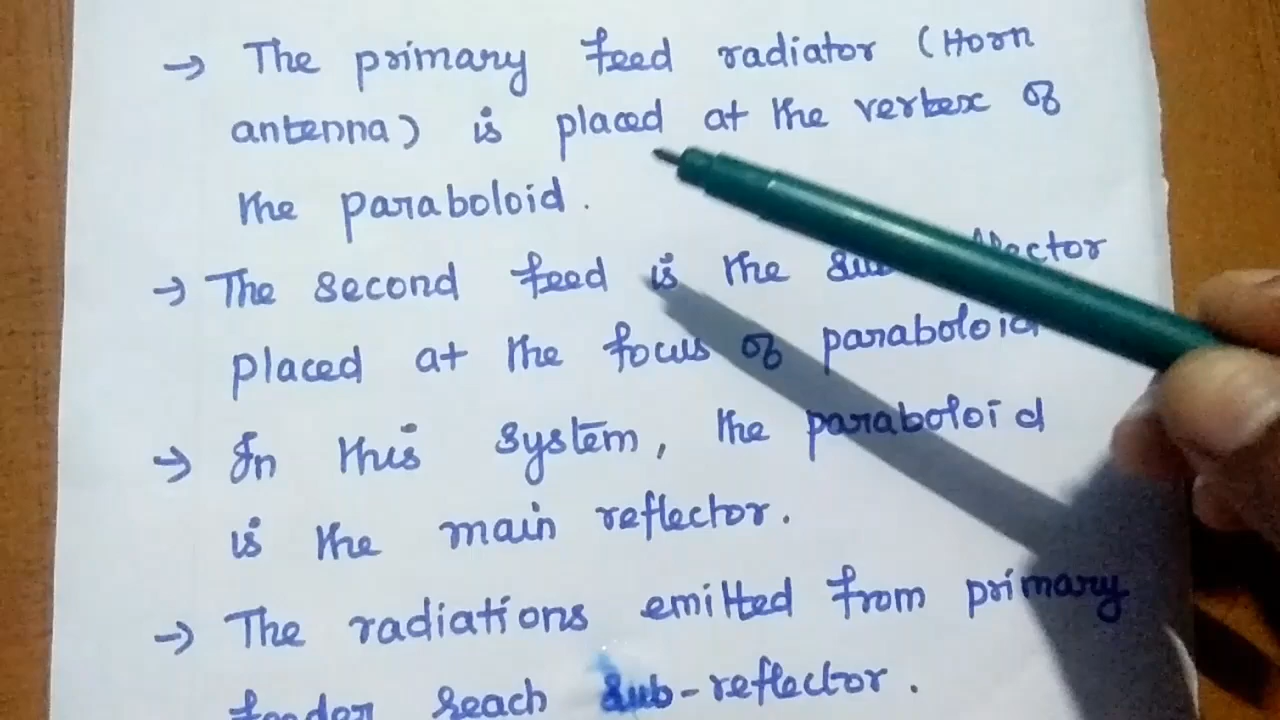 → The primary feed radiator (Horn
antenna) is placed at the vertex of
the paraboloid.
→ The second feed is the
placed at the focus of paraboloid
→ In this system, the paraboloid
is the main reflector.
→ The radiations emitted from primary
feeder reach sub-reflector.